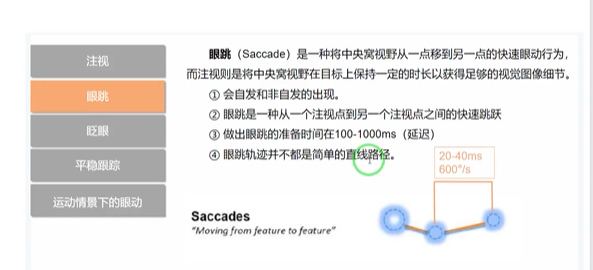 注视
眼跳
眨眼
平稳跟踪
运动情景下的眼动
眼跳（Saccade）是一种将中央窝视野从一点移到另一点的快速眼动行为，
而注视则是将中央窝视野在目标上保持一定的时长以获得足够的视觉图像细节。
① 会自发和非自发的出现。
② 眼跳是一种从一个注视点到另一个注视点之间的快速跳跃
③ 做出眼跳的准备时间在100-1000ms（延迟）
④ 眼跳轨迹并不都是简单的直线路径。
20-40ms
600°/s
Saccades
"Moving from feature to feature"